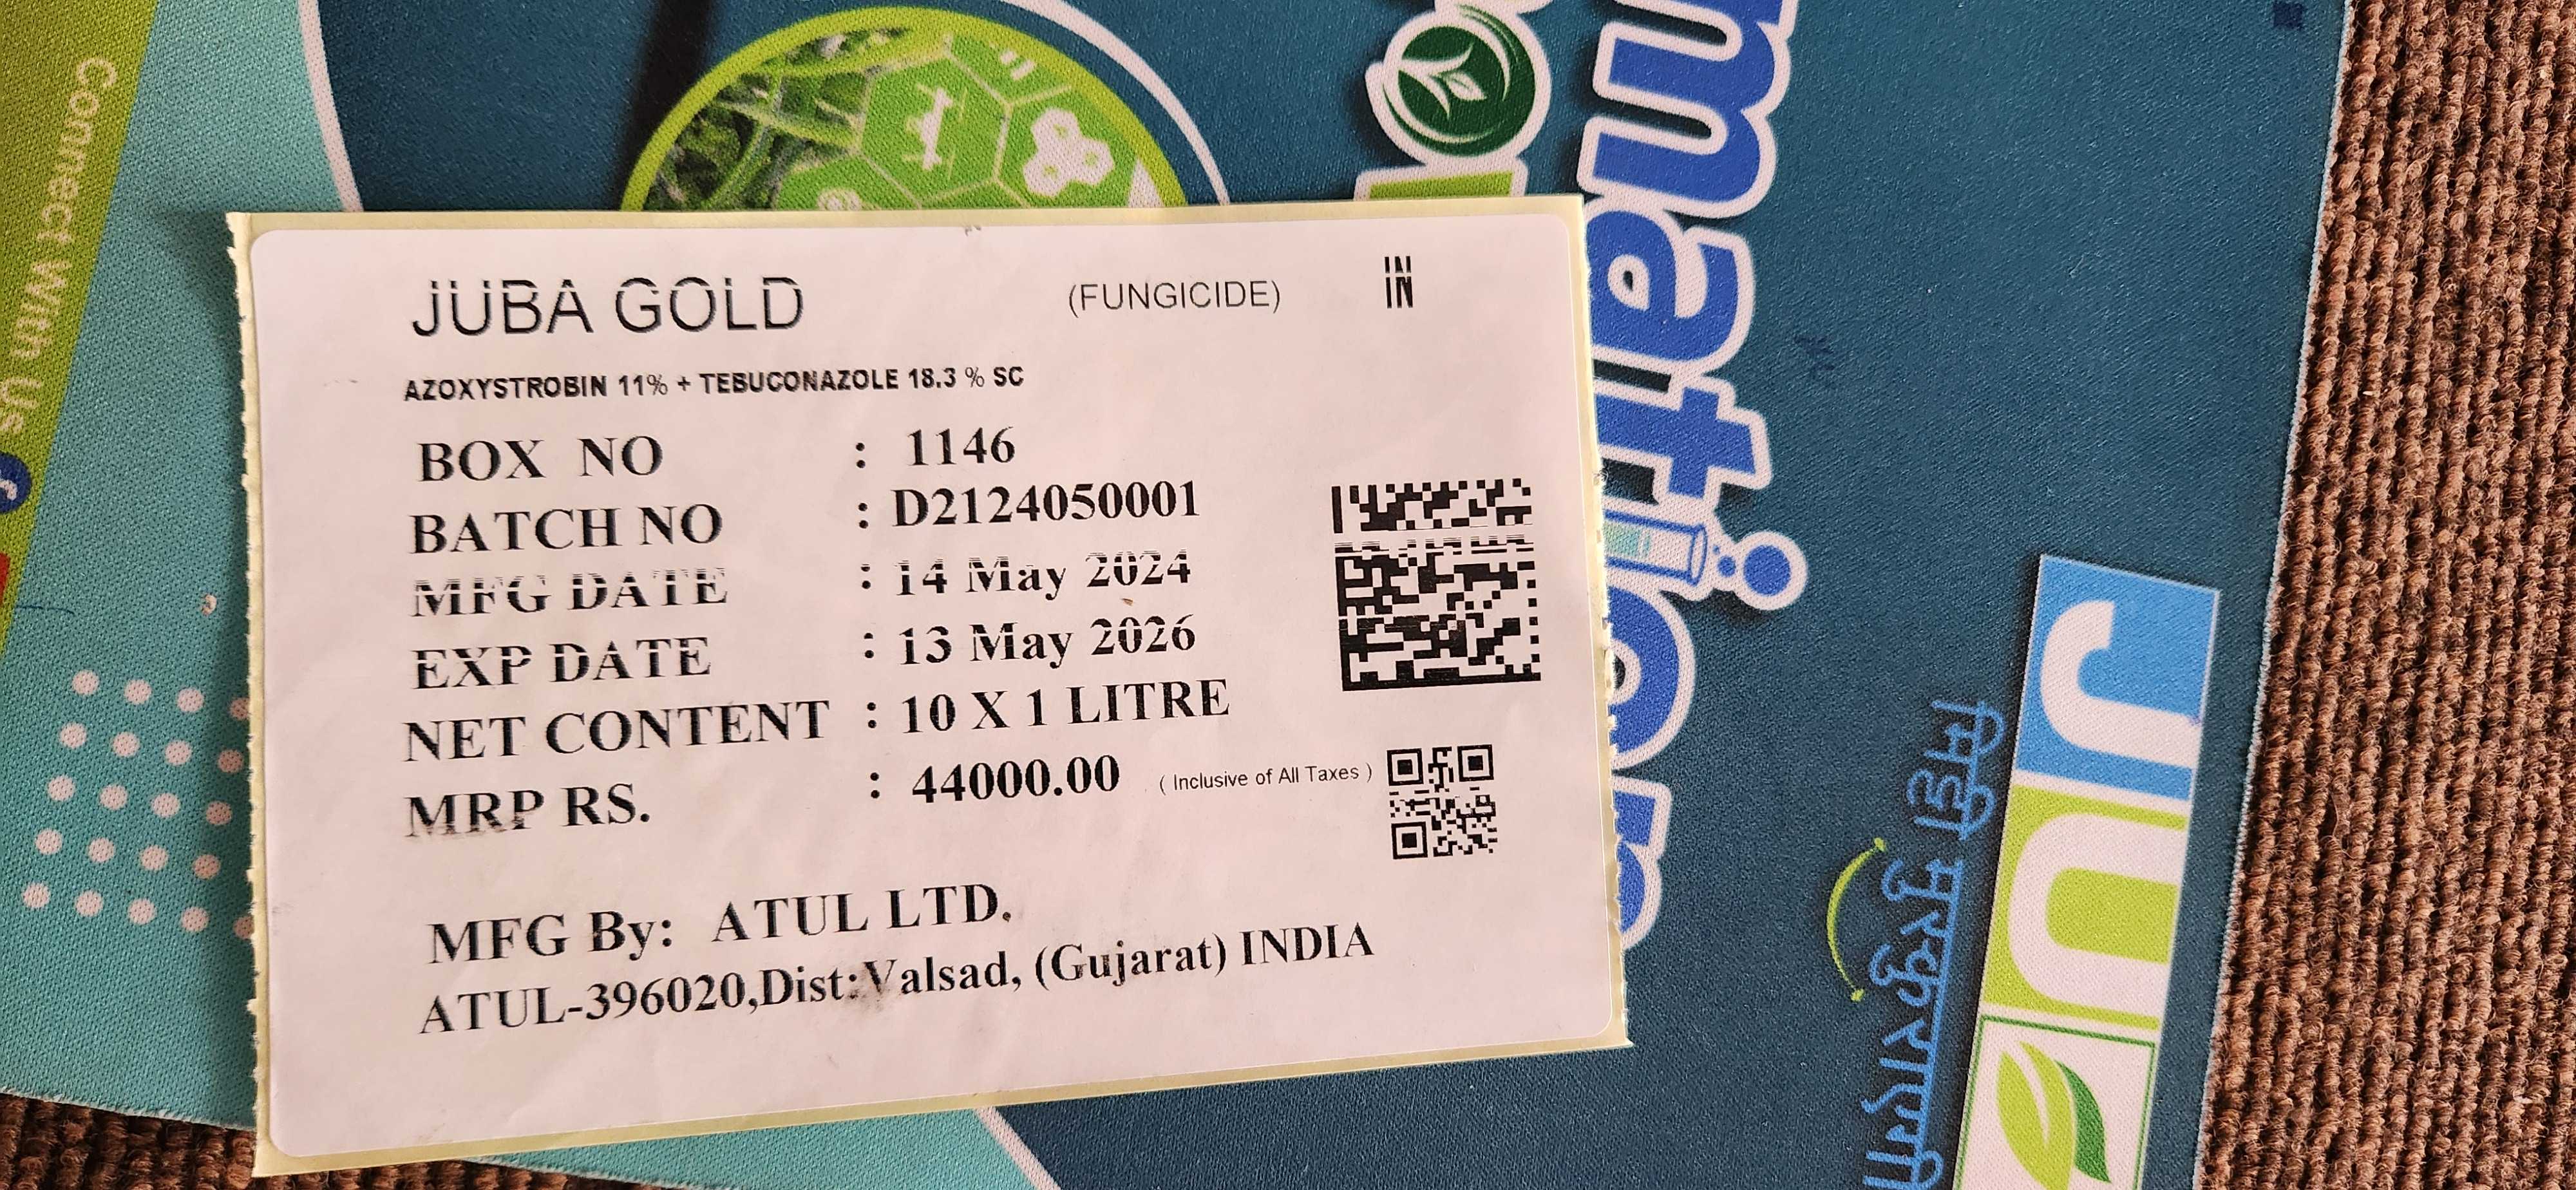 JUBA GOLD (FUNGICIDE) IN
AZOXYSTROBIN 11% + TEBUCONAZOLE 18.3 % SC
BOX NO : 1146
BATCH NO : D2124050001
MFG DATE : 14 May 2024
EXP DATE : 13 May 2026
NET CONTENT : 10 X 1 LITRE
MRP RS. : 44000.00 ( Inclusive of All Taxes )
MFG By: ATUL LTD.
ATUL-396020,Dist:Valsad, (Gujarat) INDIA
Connect With Us
मिट्टी मुस्कुराएगी